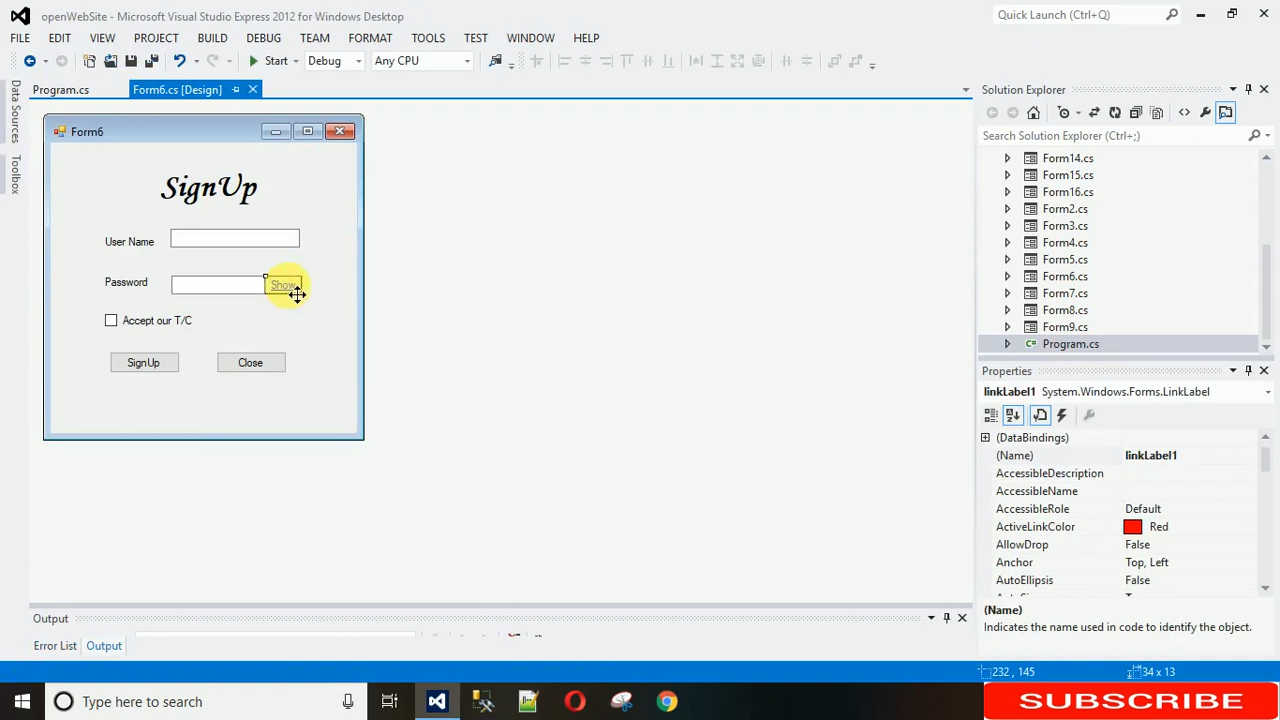 openWebSite - Microsoft Visual Studio Express 2012 for Windows Desktop
Quick Launch (Ctrl+Q)
FILE EDIT VIEW PROJECT BUILD DEBUG TEAM FORMAT TOOLS TEST WINDOW HELP
Start Debug Any CPU
Data Sources
Toolbox
Program.cs Form6.cs [Design]
Form6
SignUp
User Name
Password
Show
Accept our T/C
SignUp Close
Solution Explorer
Search Solution Explorer (Ctrl+;)
Form14.cs
Form15.cs
Form16.cs
Form2.cs
Form3.cs
Form4.cs
Form5.cs
Form6.cs
Form7.cs
Form8.cs
Form9.cs
Program.cs
Properties
linkLabel1 System.Windows.Forms.LinkLabel
(DataBindings)
(Name) linkLabel1
AccessibleDescription
AccessibleName
AccessibleRole Default
ActiveLinkColor Red
AllowDrop False
Anchor Top, Left
AutoEllipsis False
(Name)
Indicates the name used in code to identify the object.
Output
Error List Output
232 , 145 34 x 13
Type here to search
SUBSCRIBE